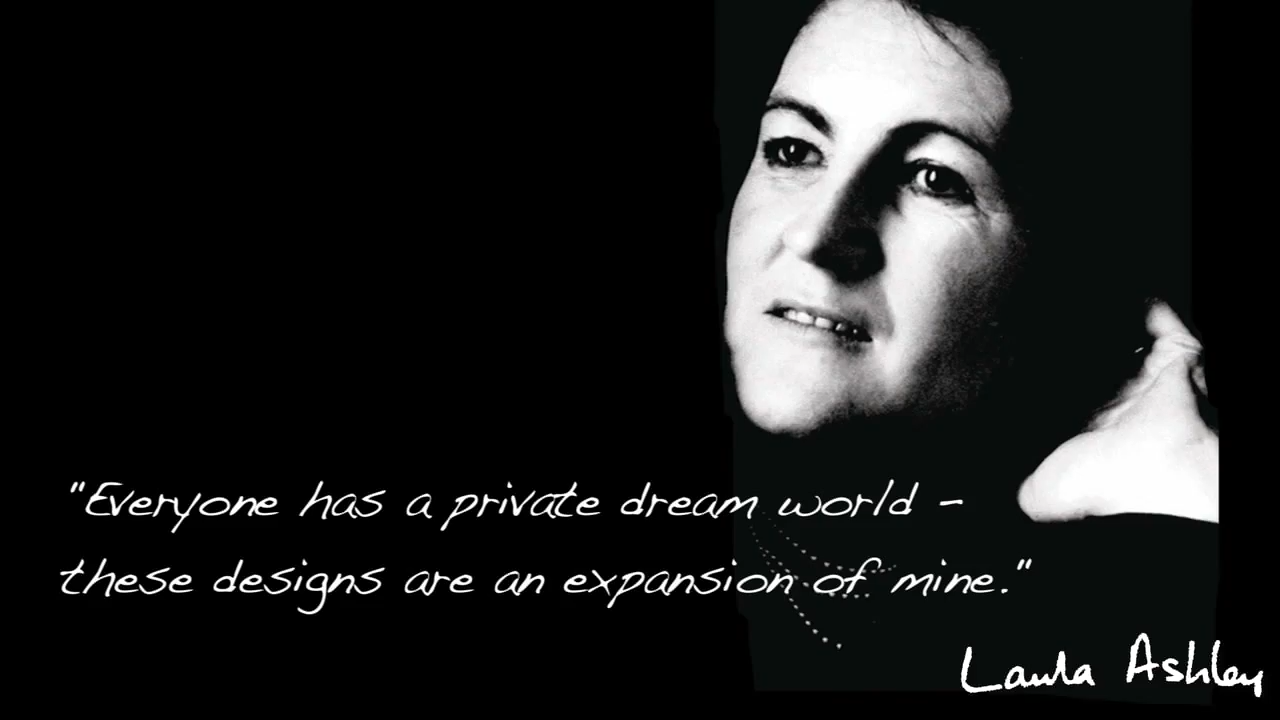 "Everyone has a private dream world -
these designs are an expansion of mine."
Laura Ashley